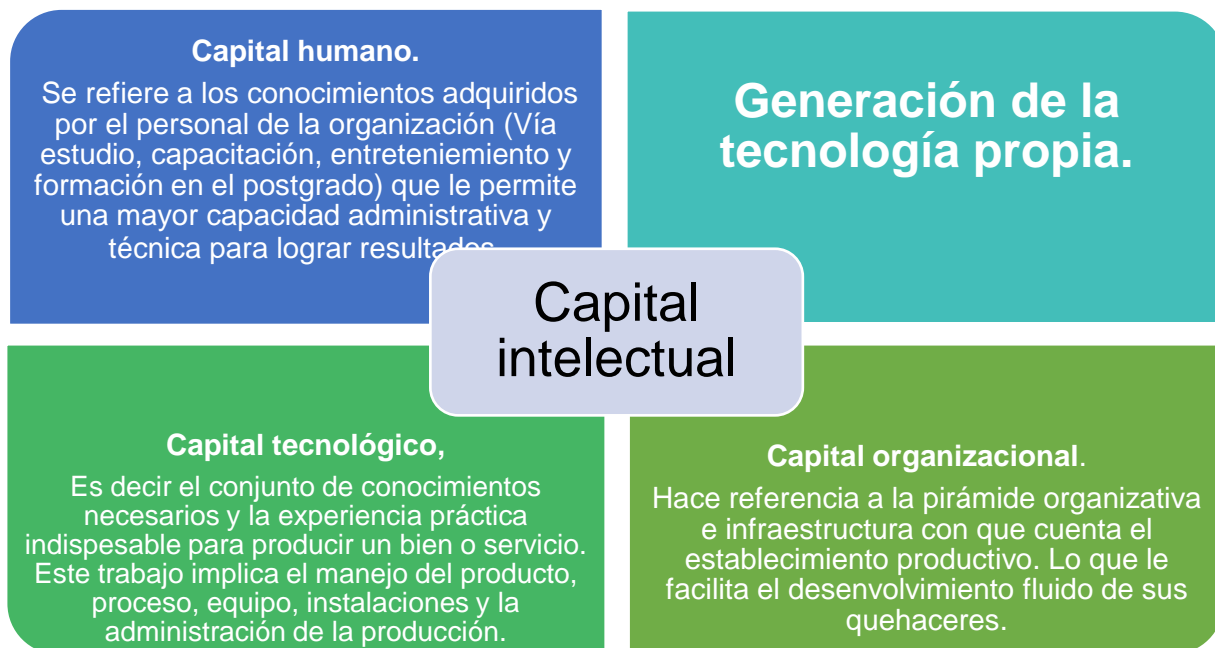 Capital humano.
Se refiere a los conocimientos adquiridos
por el personal de la organización (Vía
estudio, capacitación, entreteniemiento y
formación en el postgrado) que le permite
una mayor capacidad administrativa y
técnica para lograr resultados
Generación de la
tecnología propia.
Capital
intelectual
Capital tecnológico,
Es decir el conjunto de conocimientos
necesarios y la experiencia práctica
indispesable para producir un bien o servicio.
Este trabajo implica el manejo del producto,
proceso, equipo, instalaciones y la
administración de la producción.
Capital organizacional.
Hace referencia a la pirámide organizativa
e infraestructura con que cuenta el
establecimiento productivo. Lo que le
facilita el desenvolvimiento fluido de sus
quehaceres.